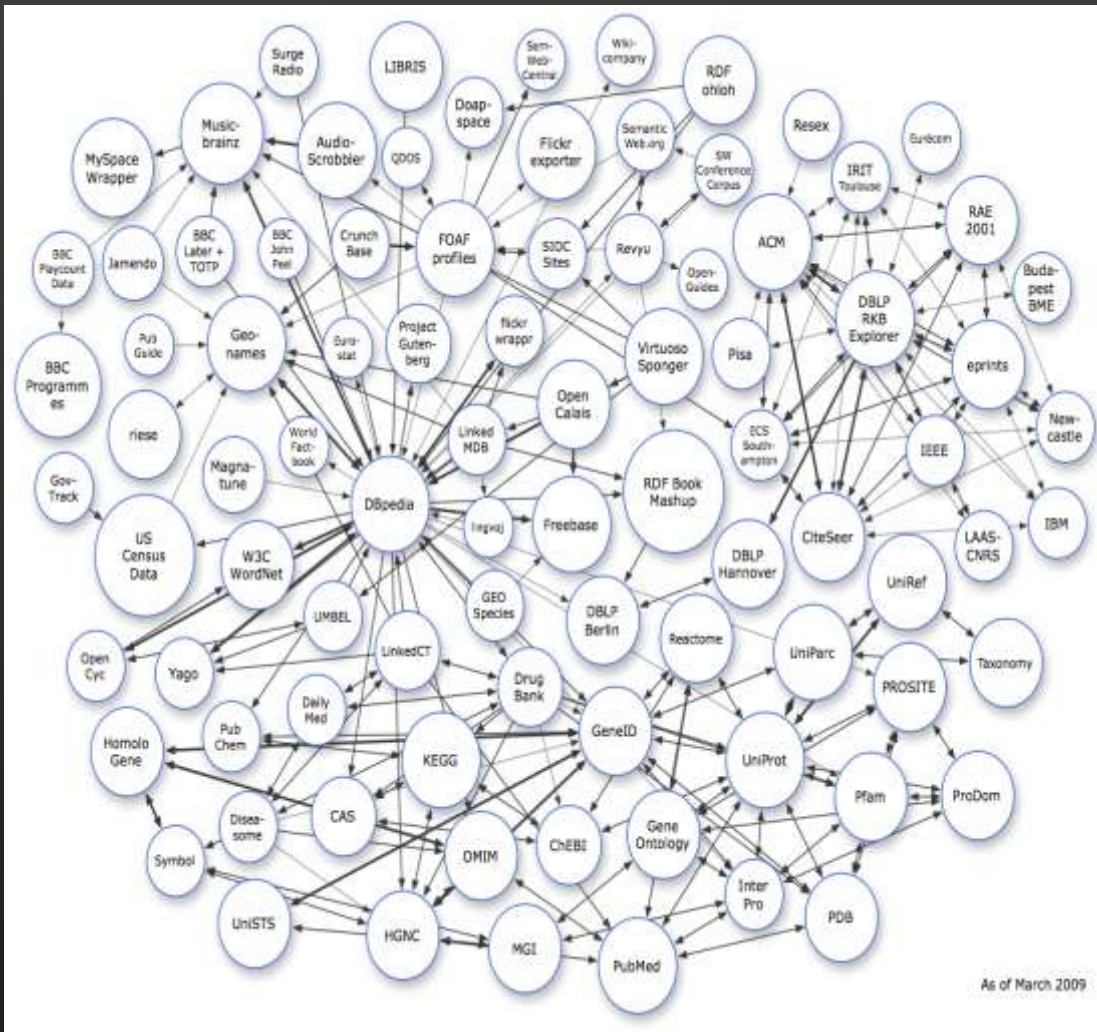 Surge
Radio
LIBRIS
Sem-
Web-
Central
Wiki-
company
RDF
ohloh
Doap-
space
Music-
brainz
Audio-
Scrobbler
MySpace
Wrapper
QDOS
Flickr
exporter
Semantic
Web.org
SW
Conference
Corpus
Resex
IRIT
Toulouse
Eurécom
RAE
2001
ACM
BBC
Playcount
Data
Jamendo
BBC
Later +
TOTP
BBC
John
Peel
Crunch
Base
FOAF
profiles
SIOC
Sites
Revyu
Open-
Guides
DBLP
RKB
Explorer
Buda-
pest
BME
Pub
Guide
Geo-
names
Euro-
stat
Project
Guten-
berg
flickr
wrappr
Virtuoso
Sponger
Pisa
eprints
BBC
Programm
es
riese
World
Fact-
book
Linked
MDB
Open
Calais
ECS
South-
ampton
IEEE
New-
castle
Gov-
Track
Magna-
tune
DBpedia
lingvoj
Freebase
RDF Book
Mashup
CiteSeer
LAAS-
CNRS
IBM
US
Census
Data
W3C
WordNet
DBLP
Hannover
UniRef
UMBEL
GEO
Species
DBLP
Berlin
Reactome
UniParc
Taxonomy
Open
Cyc
Yago
LinkedCT
Drug
Bank
PROSITE
Daily
Med
Pub
Chem
Homolo
Gene
KEGG
GeneID
UniProt
Pfam
ProDom
Disea-
some
CAS
Symbol
OMIM
ChEBI
Gene
Ontology
Inter
Pro
PDB
UniSTS
HGNC
MGI
PubMed
As of March 2009